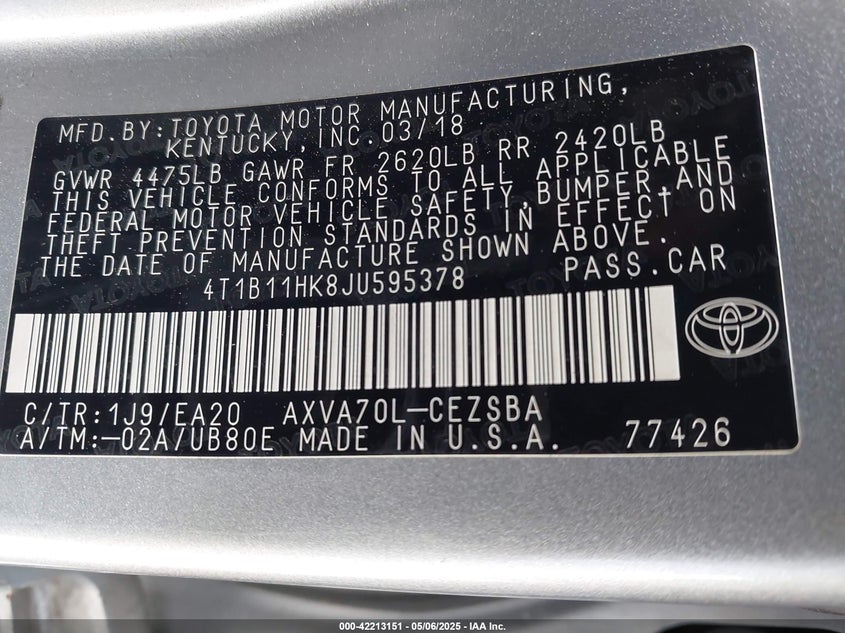 MFD. BY: TOYOTA MOTOR MANUFACTURING,
KENTUCKY, INC. 03/18
GVWR 4475LB GAWR FR 2620LB RR 2420LB
THIS VEHICLE CONFORMS TO ALL APPLICABLE
FEDERAL MOTOR VEHICLE SAFETY, BUMPER, AND
THEFT PREVENTION STANDARDS IN EFFECT ON
THE DATE OF MANUFACTURE SHOWN ABOVE.
4T1B11HK8JU595378 PASS. CAR
C/TR: 1J9/EA20 AXVA70L-CEZSBA
A/TM: -02A/UB80E MADE IN U.S.A. 77426
000-42213151 - 05/06/2025 - IAA Inc.